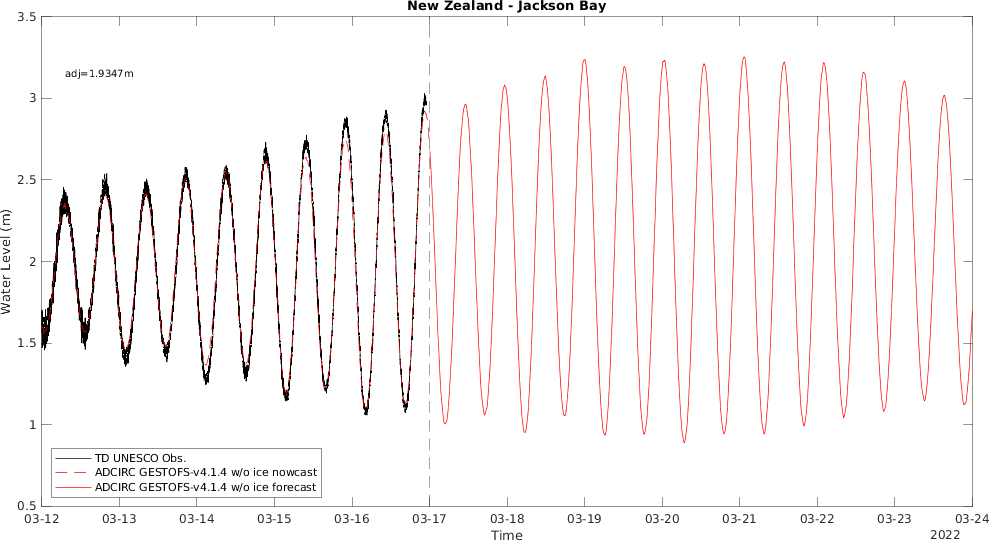 New Zealand - Jackson Bay
adj=1.9347m
Water Level (m)
3.5
3
2.5
2
1.5
1
0.5
TD UNESCO Obs.
ADCIRC GESTOFS-v4.1.4 w/o ice nowcast
ADCIRC GESTOFS-v4.1.4 w/o ice forecast
03-12 03-13 03-14 03-15 03-16 03-17 03-18 03-19 03-20 03-21 03-22 03-23 03-24
Time
2022